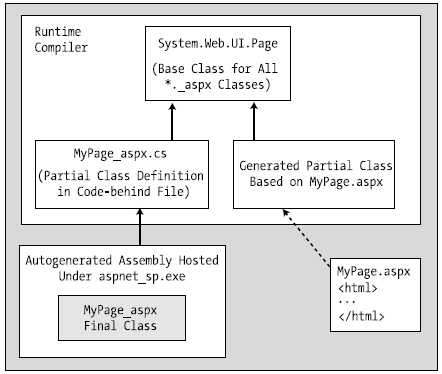 Runtime
Compiler
System.Web.UI.Page
(Base Class for All
*._aspx Classes)
MyPage_aspx.cs
(Partial Class Definition
in Code-behind File)
Generated Partial Class
Based on MyPage.aspx
Autogenerated Assembly Hosted
Under aspnet_sp.exe
MyPage_aspx
Final Class
MyPage.aspx
<html>
...
</html>